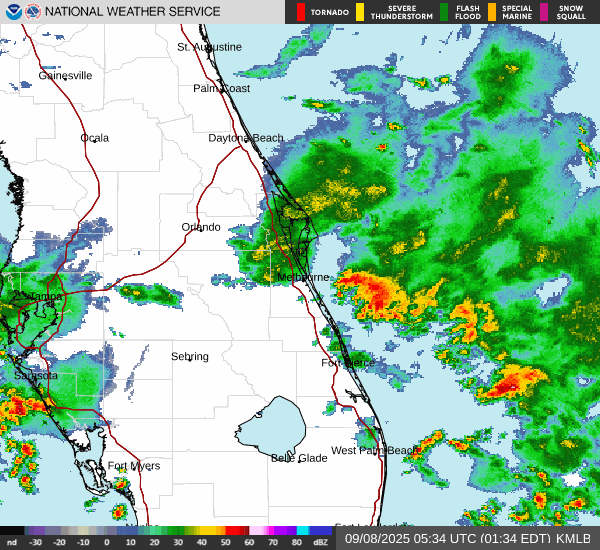 NATIONAL WEATHER SERVICE
TORNADO
SEVERE THUNDERSTORM
FLASH FLOOD
SPECIAL MARINE
SNOW SQUALL
St. Augustine
Gainesville
Palm Coast
Ocala
Daytona Beach
Orlando
Melbourne
Tampa
Sebring
Fort Pierce
Sarasota
West Palm Beach
Belle Glade
Fort Myers
nd -30 -20 -10 0 10 20 30 40 50 60 70 80 dBZ
09/08/2025 05:34 UTC (01:34 EDT) KMLB